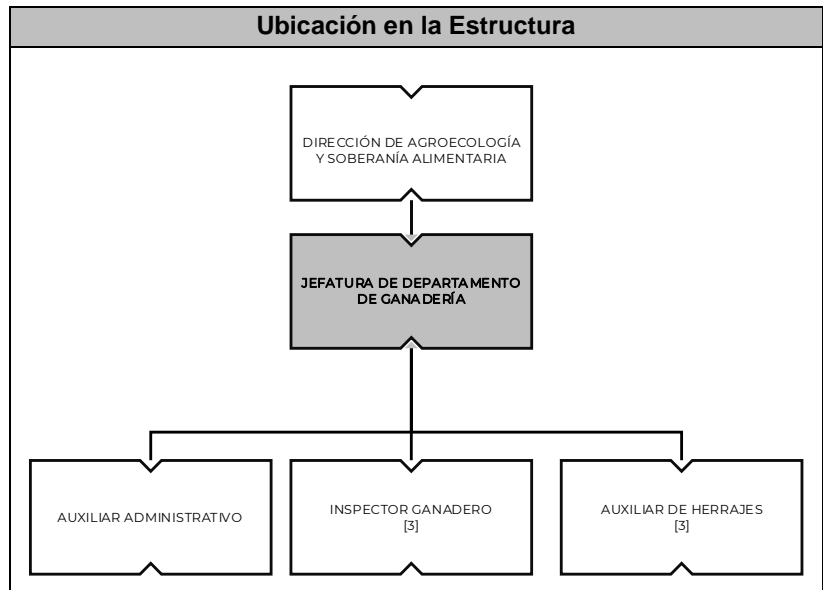 Ubicación en la Estructura
DIRECCIÓN DE AGROECOLOGÍA
Y SOBERANÍA ALIMENTARIA
JEFATURA DE DEPARTAMENTO
DE GANADERÍA
AUXILIAR ADMINISTRATIVO
INSPECTOR GANADERO
[3]
AUXILIAR DE HERRAJES
[3]